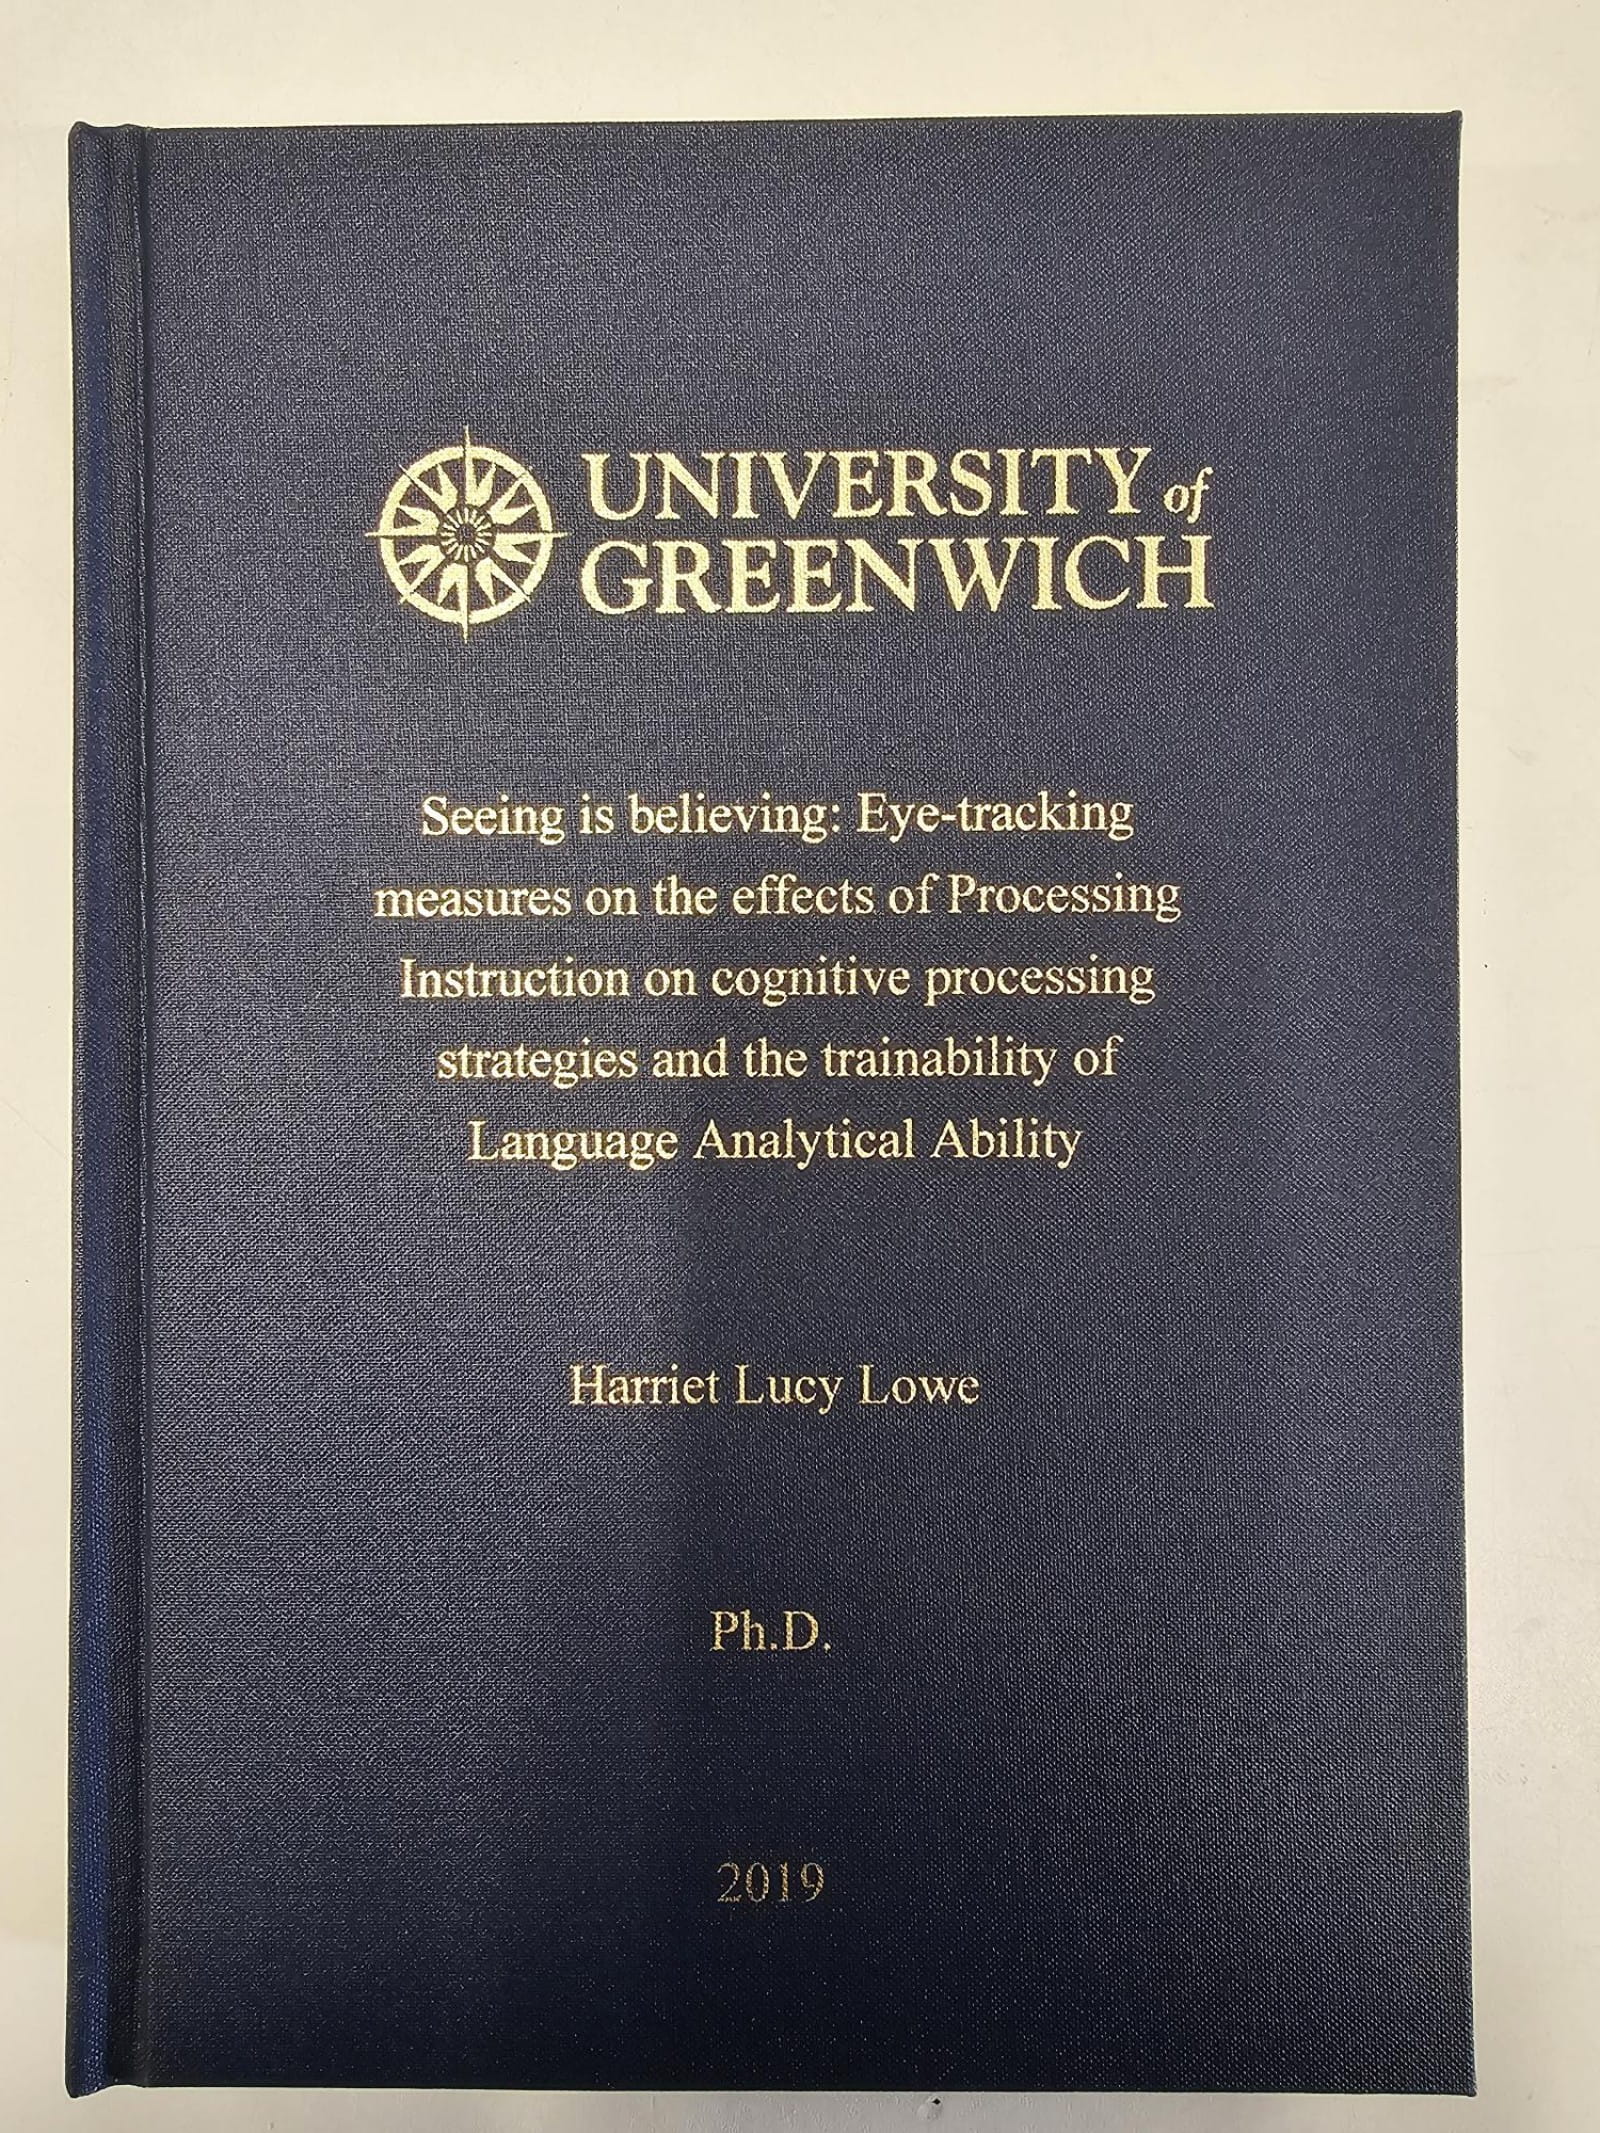 UNIVERSITY of
GREENWICH
Seeing is believing: Eye-tracking
measures on the effects of Processing
Instruction on cognitive processing
strategies and the trainability of
Language Analytical Ability
Harriet Lucy Lowe
Ph.D.
2019